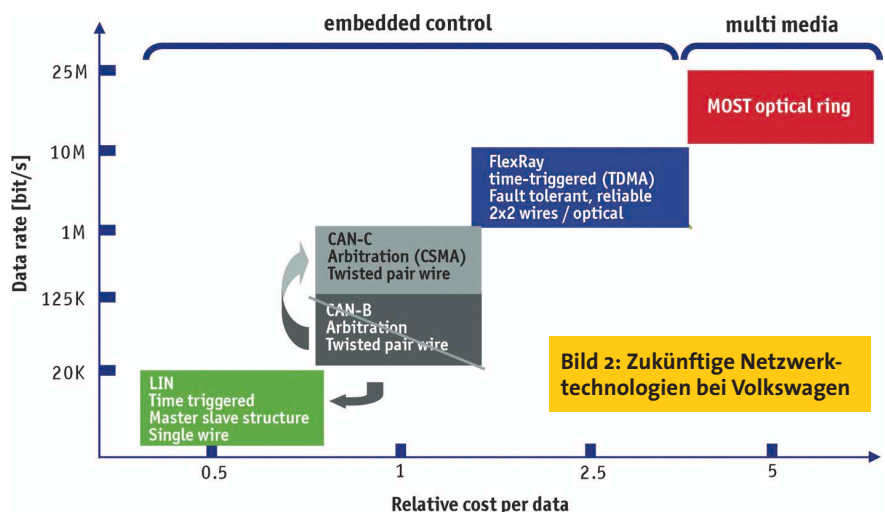 embedded control
multi media
Data rate [bit/s]
25M
10M
1M
125K
20K
MOST optical ring
FlexRay
time-triggered (TDMA)
Fault tolerant, reliable
2x2 wires / optical
CAN-C
Arbitration (CSMA)
Twisted pair wire
CAN-B
Arbitration
Twisted pair wire
LIN
Time triggered
Master slave structure
Single wire
Bild 2: Zukünftige Netzwerk-
technologien bei Volkswagen
0.5
1
2.5
5
Relative cost per data